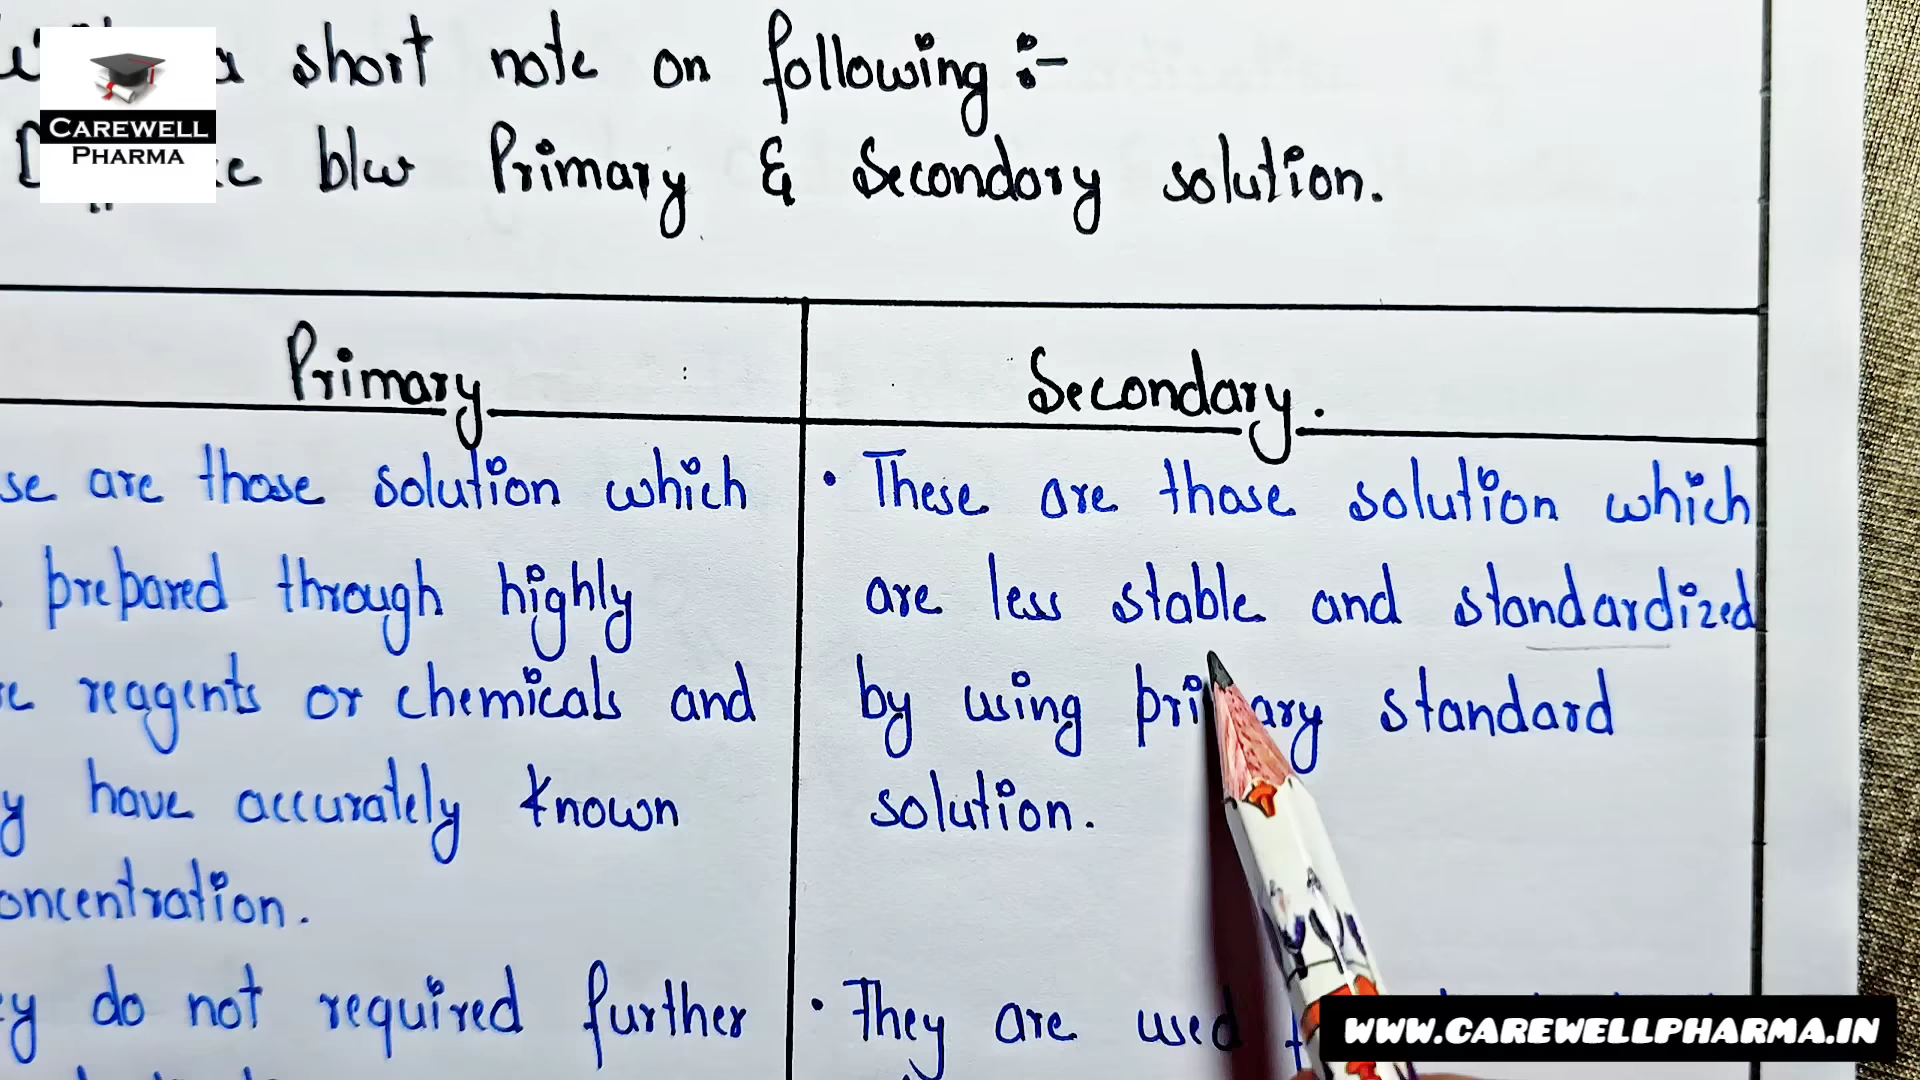 a short note on following :-
CAREWELL
PHARMA
b/w Primary & Secondary solution.
Primary
Secondary.
se are those solution which
prepared through highly
reagents or chemicals and
y have accurately known
oncentration.
y do not required further
• These are those solution which
are less stable and standardized
by using primary standard
solution.
• They are used
WWW.CAREWELLPHARMA.IN